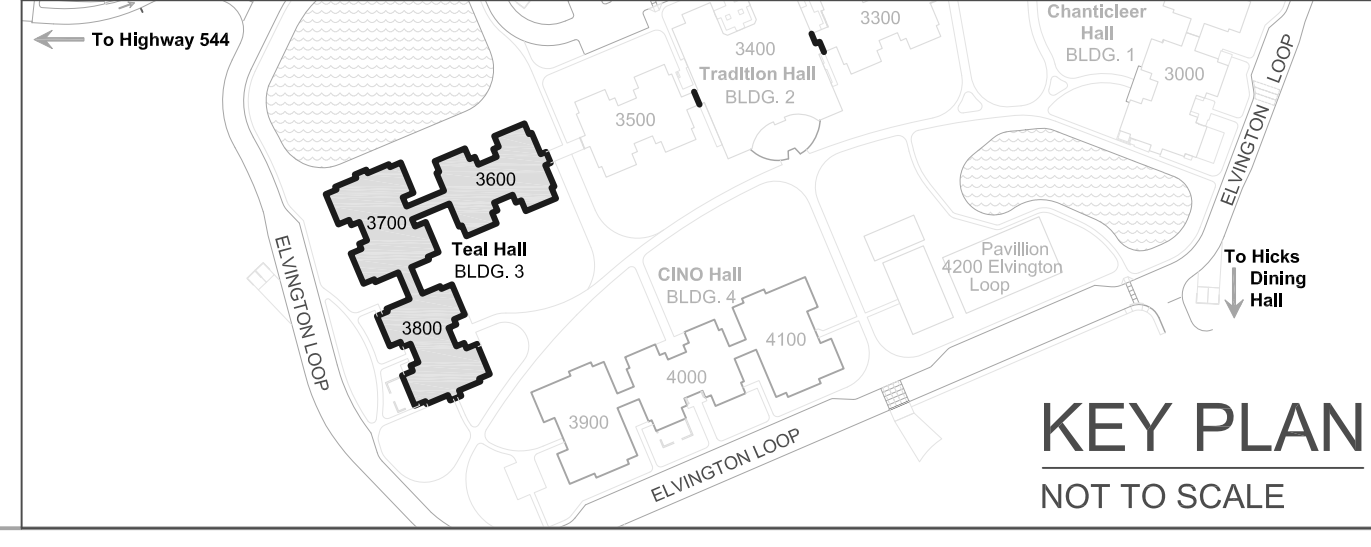 To Highway 544
3300
3400
Tradition Hall
BLDG. 2
Chanticleer
Hall
BLDG. 1
3000
ELVINGTON LOOP
3500
3600
3700
Teal Hall
BLDG. 3
3800
ELVINGTON LOOP
CINO Hall
BLDG. 4
4100
4000
3900
Pavillion
4200 Elvington
Loop
To Hicks
Dining
Hall
ELVINGTON LOOP
KEY PLAN
NOT TO SCALE